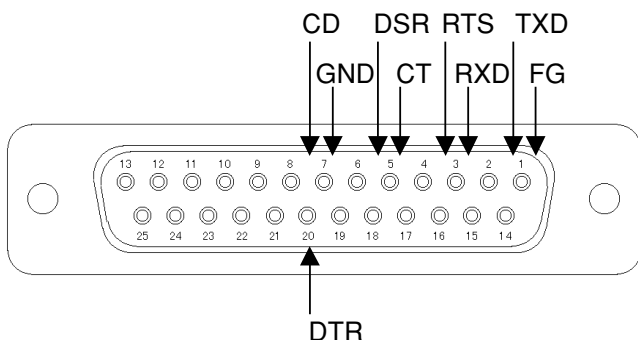 CD DSR RTS TXD
GND CT RXD FG
13 12 11 10 9 8 7 6 5 4 3 2 1
25 24 23 22 21 20 19 18 17 16 15 14
DTR